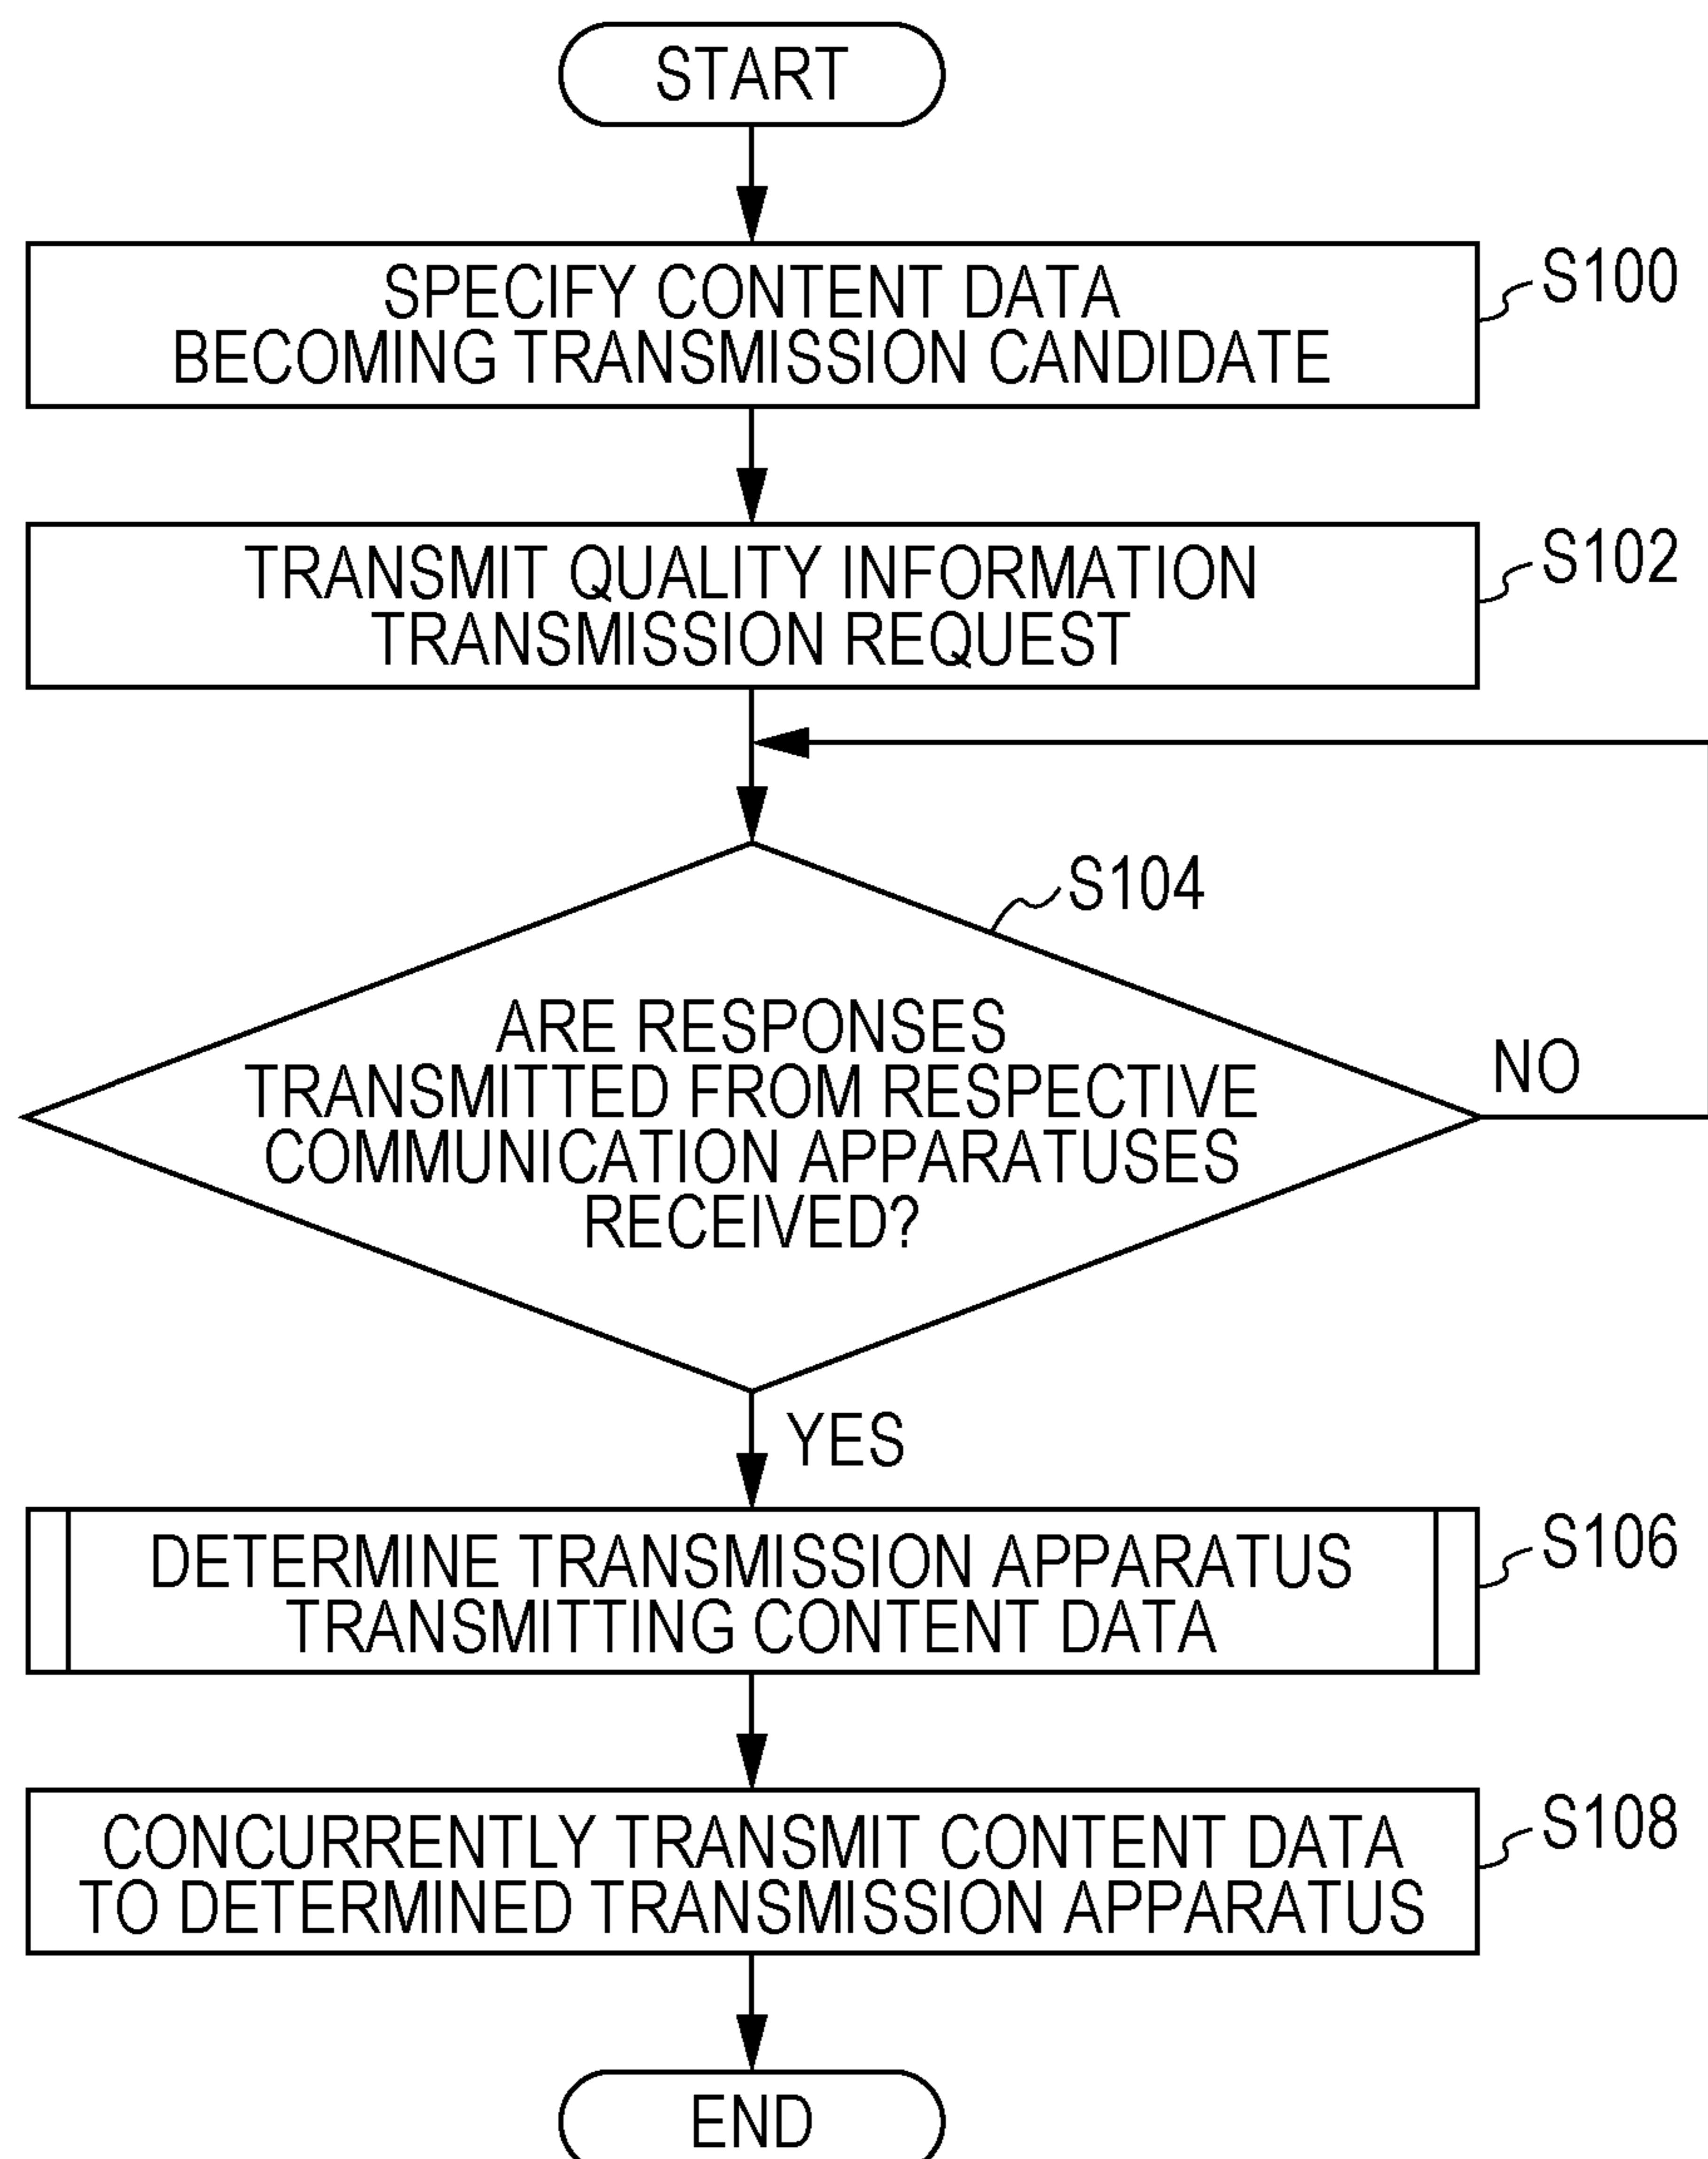 START
SPECIFY CONTENT DATA
BECOMING TRANSMISSION CANDIDATE
S100
TRANSMIT QUALITY INFORMATION
TRANSMISSION REQUEST
S102
S104
ARE RESPONSES
TRANSMITTED FROM RESPECTIVE
COMMUNICATION APPARATUSES
RECEIVED?
NO
YES
DETERMINE TRANSMISSION APPARATUS
TRANSMITTING CONTENT DATA
S106
CONCURRENTLY TRANSMIT CONTENT DATA
TO DETERMINED TRANSMISSION APPARATUS
S108
END